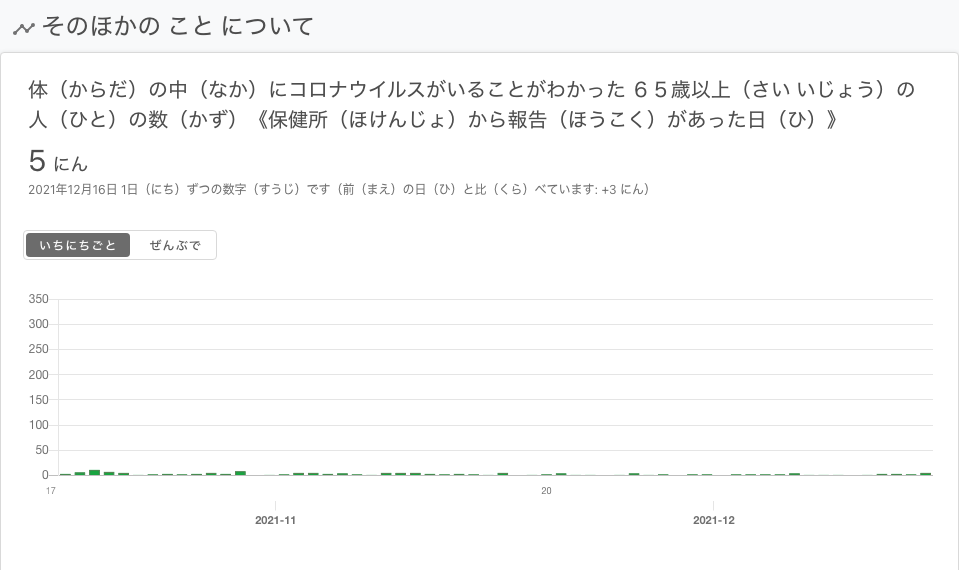 そのほかの こと について
体（からだ）の中（なか）にコロナウイルスがいることがわかった ６５歳以上（さい いじょう）の
人（ひと）の数（かず）《保健所（ほけんじょ）から報告（ほうこく）があった日（ひ）》
5 にん
2021年12月16日 1日（にち）ずつの数字（すうじ）です（前（まえ）の日（ひ）と比（くら）べています: +3 にん）
いちにちごと ぜんぶで
350
300
250
200
150
100
50
0
17 20
2021-11 2021-12